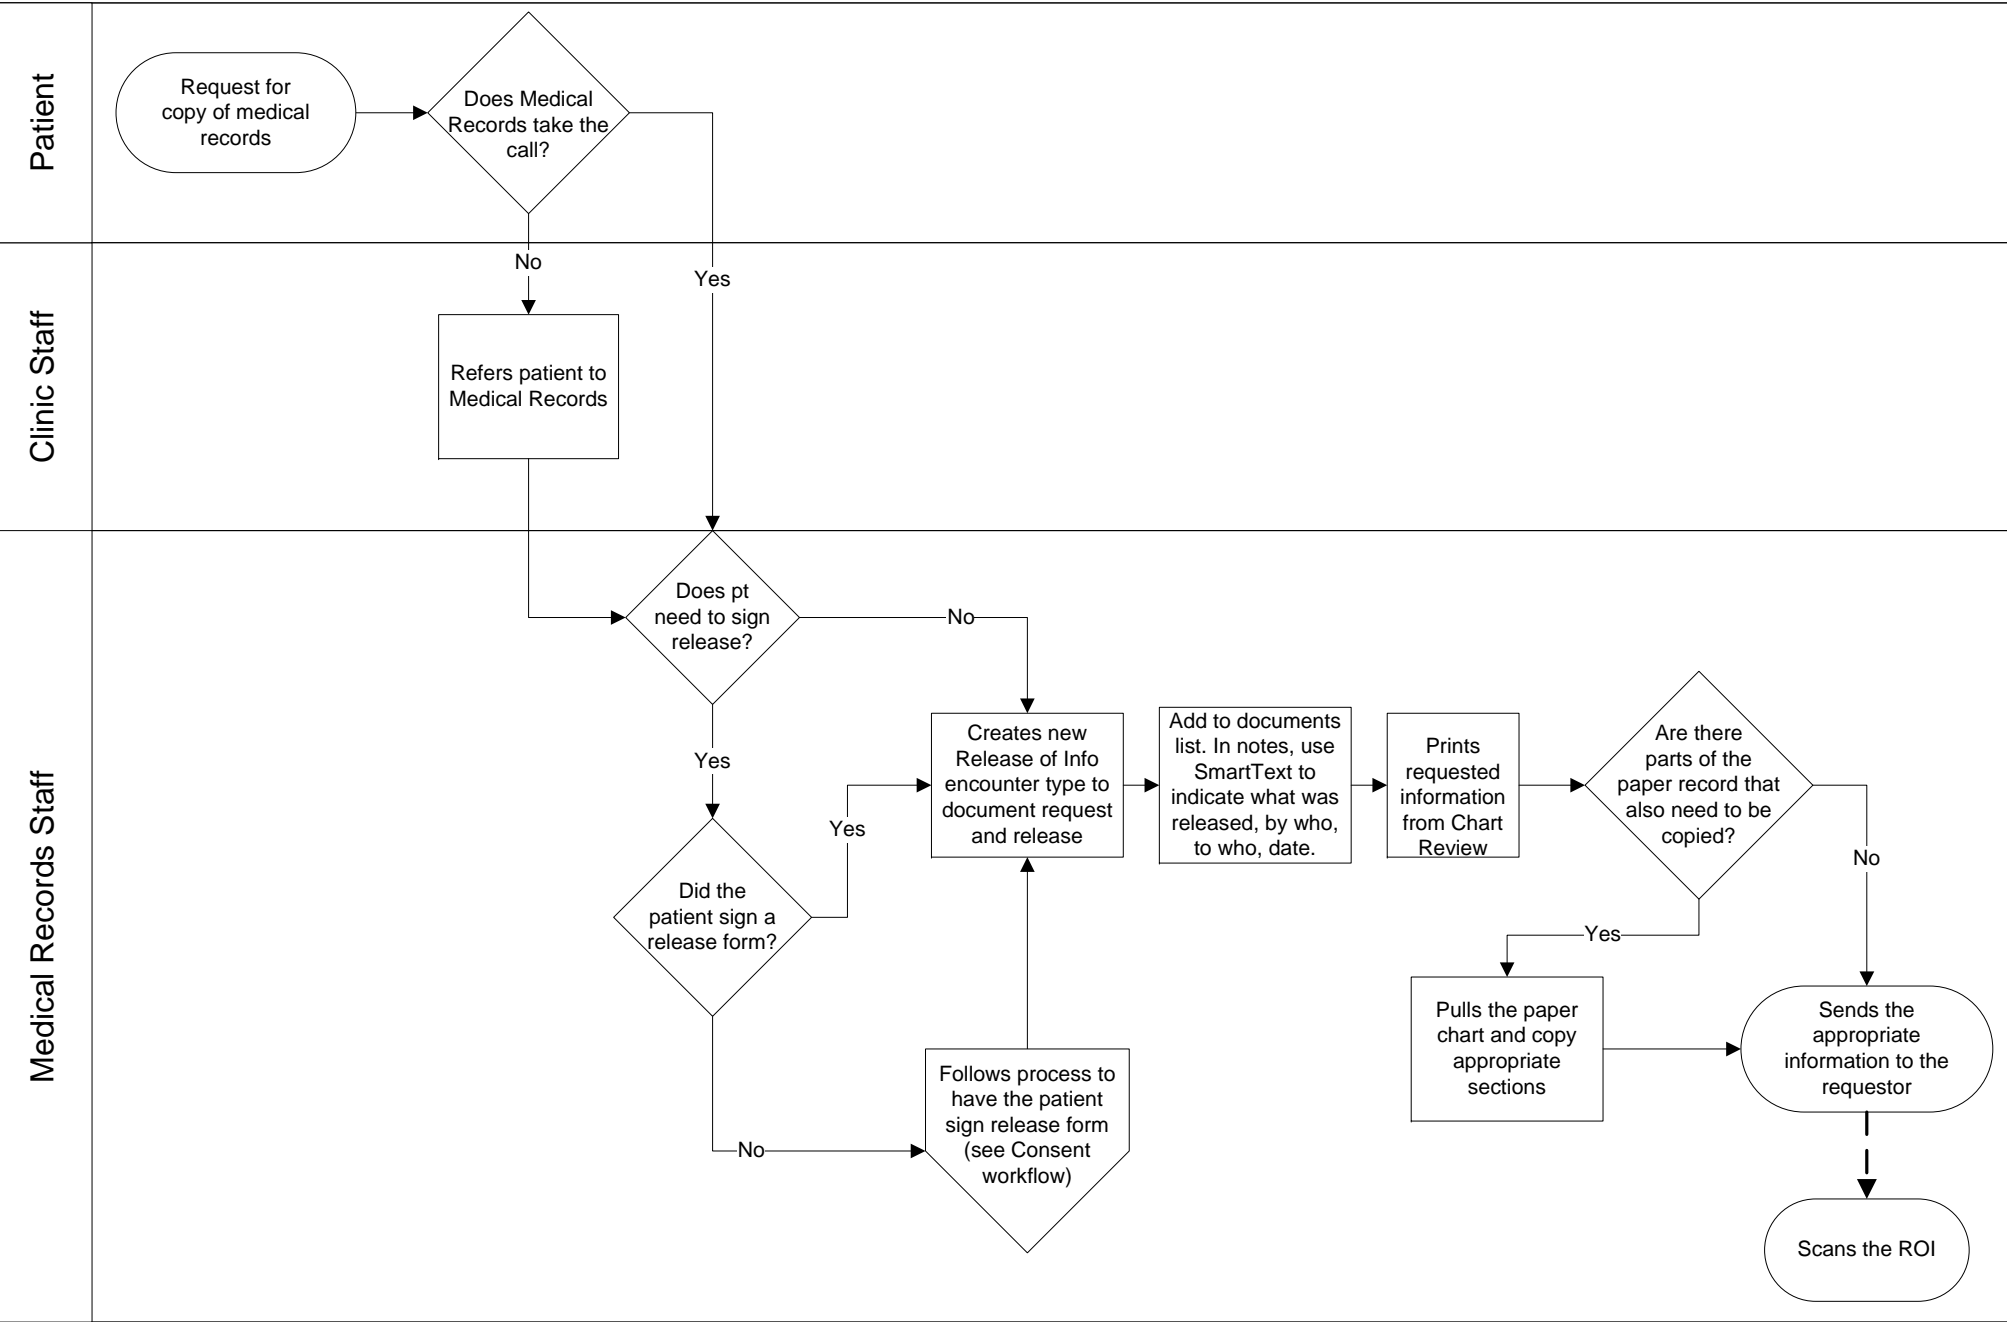 Patient
Request for
copy of medical
records
Does Medical
Records take the
call?
No
Yes
Clinic Staff
Refers patient to
Medical Records
Medical Records Staff
Does pt
need to sign
release?
No
Yes
Did the
patient sign a
release form?
Yes
No
Follows process to
have the patient
sign release form
(see Consent
workflow)
Creates new
Release of Info
encounter type to
document request
and release
Add to documents
list. In notes, use
SmartText to
indicate what was
released, by who,
to who, date.
Prints
requested
information
from Chart
Review
Are there
parts of the
paper record that
also need to be
copied?
Yes
No
Pulls the paper
chart and copy
appropriate
sections
Sends the
appropriate
information to the
requestor
Scans the ROI